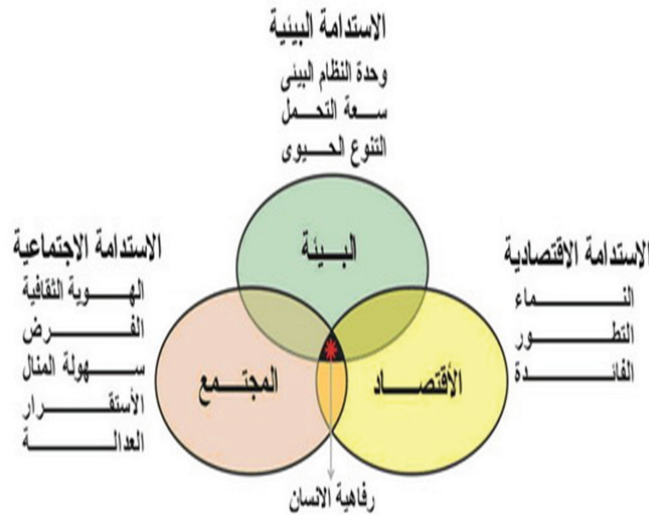 الاستدامة البيئية
وحدة النظام البيئى
سعة التحمل
التنوع الحيوى
البيئة
الاستدامة الاقتصادية
النماء
التطور
الفائدة
الاستدامة الاجتماعية
الهوية الثقافية
الفرض
سهولة المنال
الأستقرار
العدالة
الأقتصاد
المجتمع
رفاهية الانسان